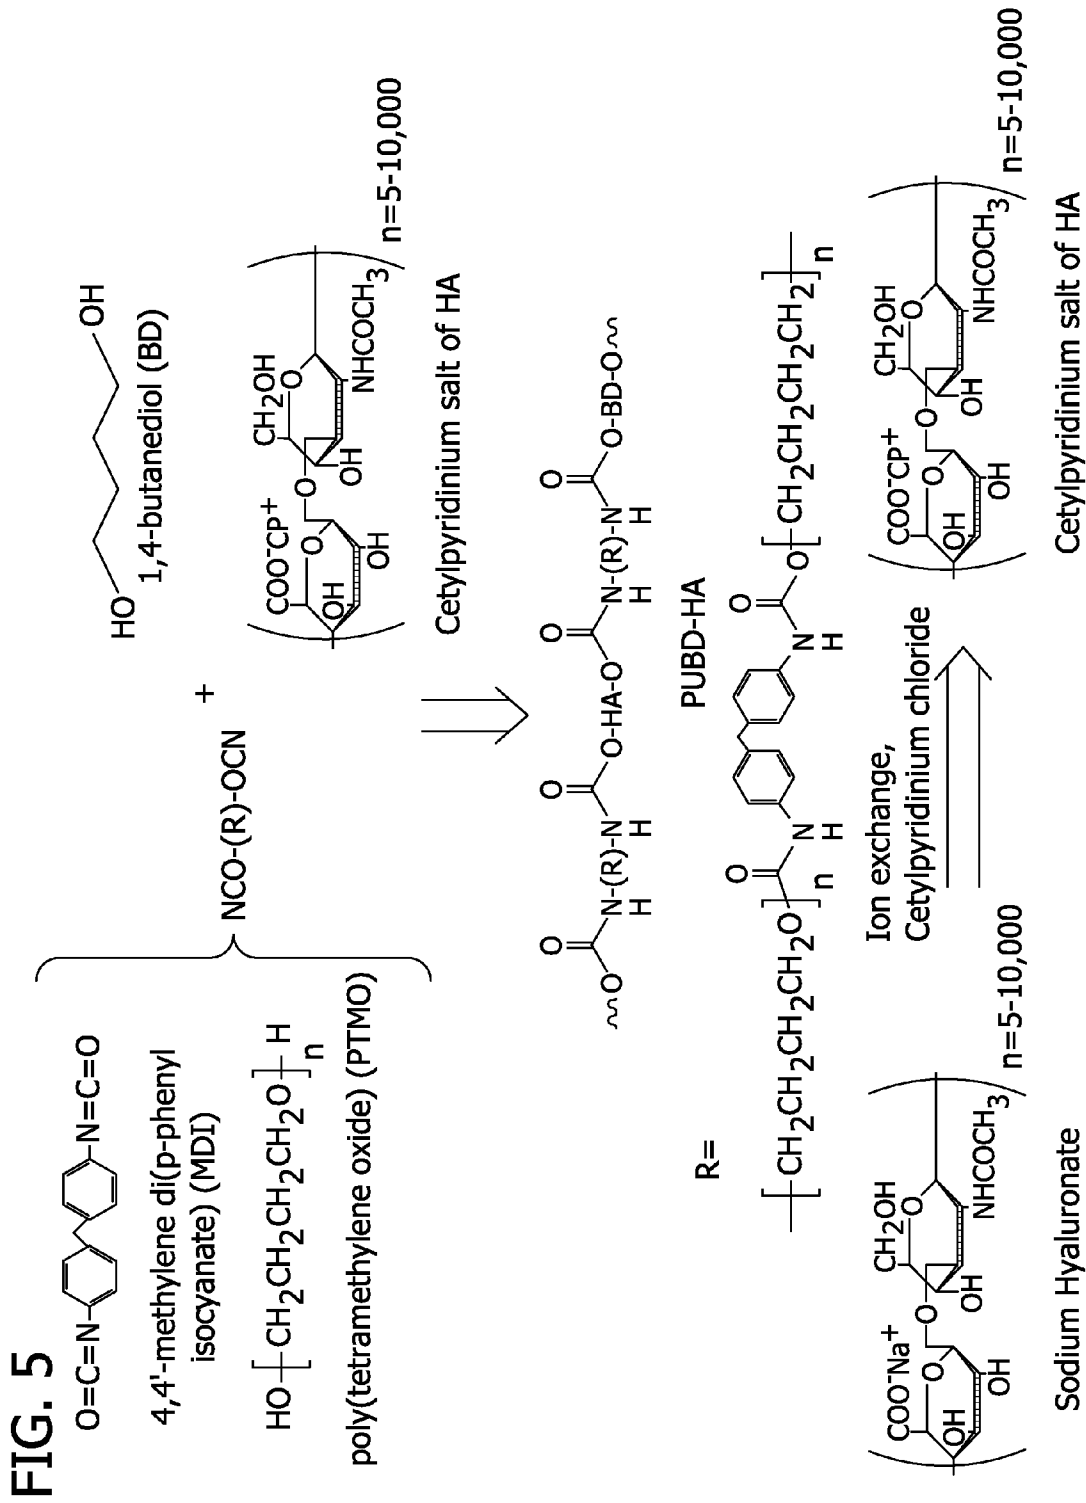 FIG. 5
O=C=N
N=C=O
4,4'-methylene di(p-phenyl
isocyanate) (MDI)
HO
CH2CH2CH2CH2O
H
n
poly(tetramethylene oxide) (PTMO)
NCO-(R)-OCN
+
HO
OH
1,4-butanediol (BD)
COO-CP+
CH2OH
O
O
O
OH
OH
OH
NHCOCH3
n=5-10,000
Cetylpyridinium salt of HA
O
O
O
O
O
N-(R)-N
H
H
O-HA-O
N-(R)-N
H
H
O-BD-O
PUBD-HA
R=
CH2CH2CH2CH2O
n
O
N
H
N
H
O
O
CH2CH2CH2CH2
n
COO-Na+
CH2OH
O
O
O
OH
OH
OH
NHCOCH3
n=5-10,000
Sodium Hyaluronate
Ion exchange,
Cetylpyridinium chloride
COO-CP+
CH2OH
O
O
O
OH
OH
OH
NHCOCH3
n=5-10,000
Cetylpyridinium salt of HA